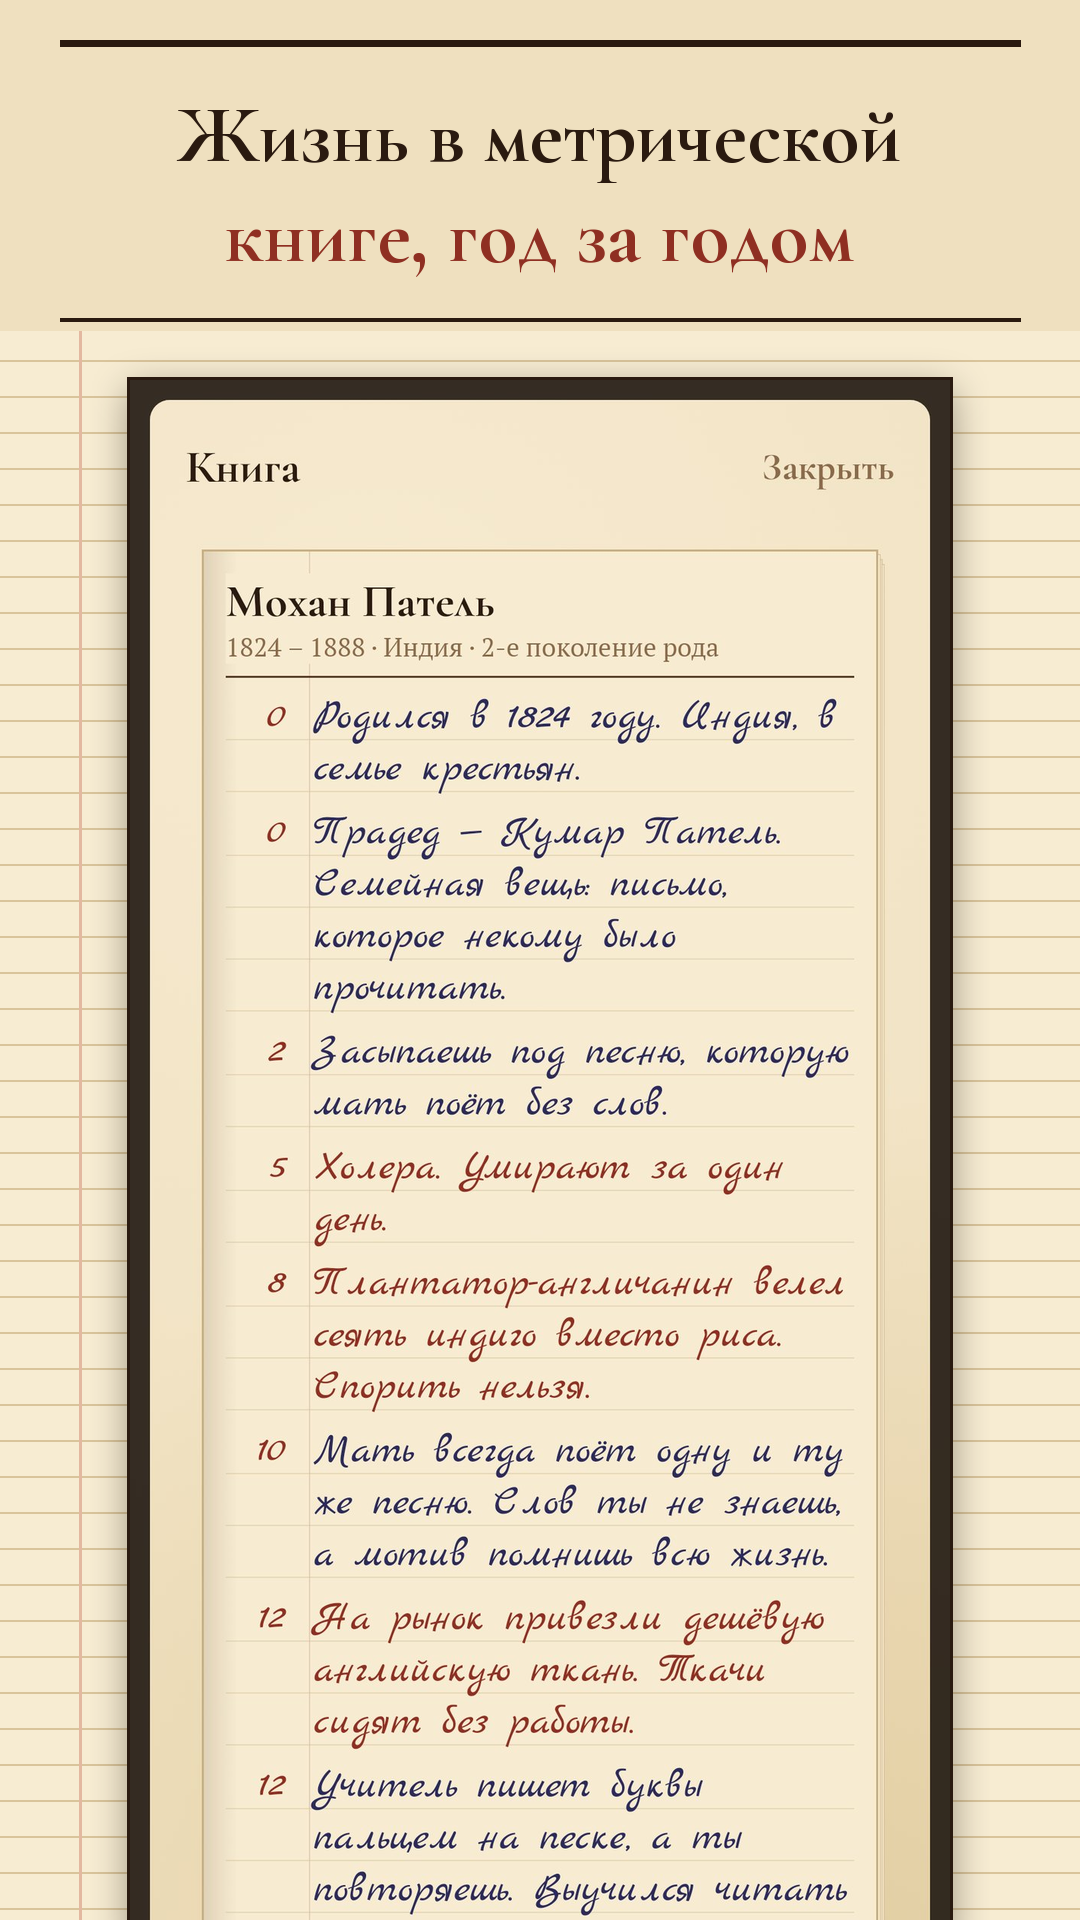 Жизнь в метрической
книге, год за годом
Книга
Закрыть
Мохан Патель
1824 – 1888 · Индия · 2-е поколение рода
0 Родился в 1824 году. Индия, в
семье крестьян.
0 Прадед — Кумар Патель.
Семейная вещь: письмо,
которое некому было
прочитать.
2 Засыпаешь под песню, которую
мать поёт без слов.
5 Холера. Умирают за один
день.
8 Плантатор-англичанин велел
сеять индиго вместо риса.
Спорить нельзя.
10 Мать всегда поёт одну и ту
же песню. Слов ты не знаешь,
а мотив помнишь всю жизнь.
12 На рынок привезли дешёвую
английскую ткань. Ткачи
сидят без работы.
12 Учитель пишет буквы
пальцем на песке, а ты
повторяешь. Выучился читать